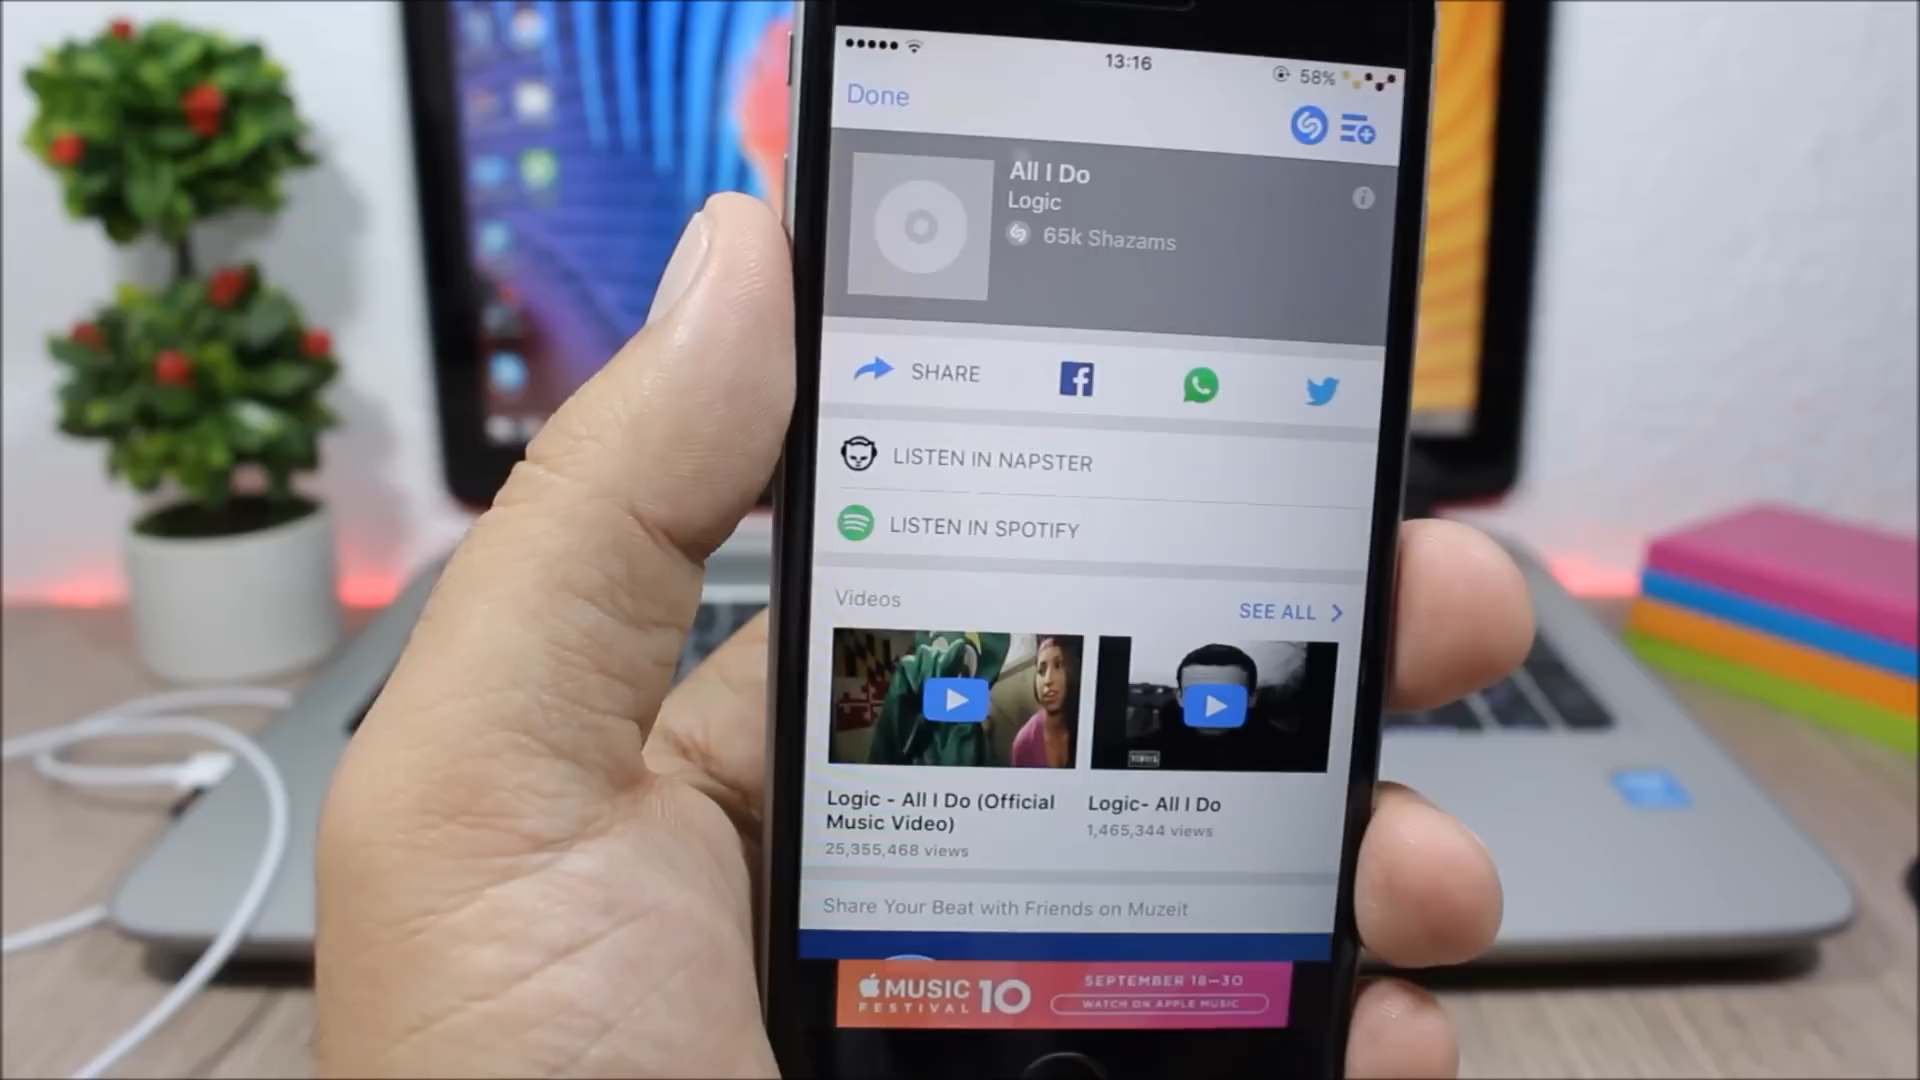 13:16
58%
Done
All I Do
Logic
65k Shazams
SHARE
LISTEN IN NAPSTER
LISTEN IN SPOTIFY
Videos
SEE ALL
Logic - All I Do (Official
Music Video)
25,355,468 views
Logic- All I Do
1,465,344 views
Share Your Beat with Friends on Muzeit
MUSIC
FESTIVAL
10
SEPTEMBER 18–30
WATCH ON APPLE MUSIC